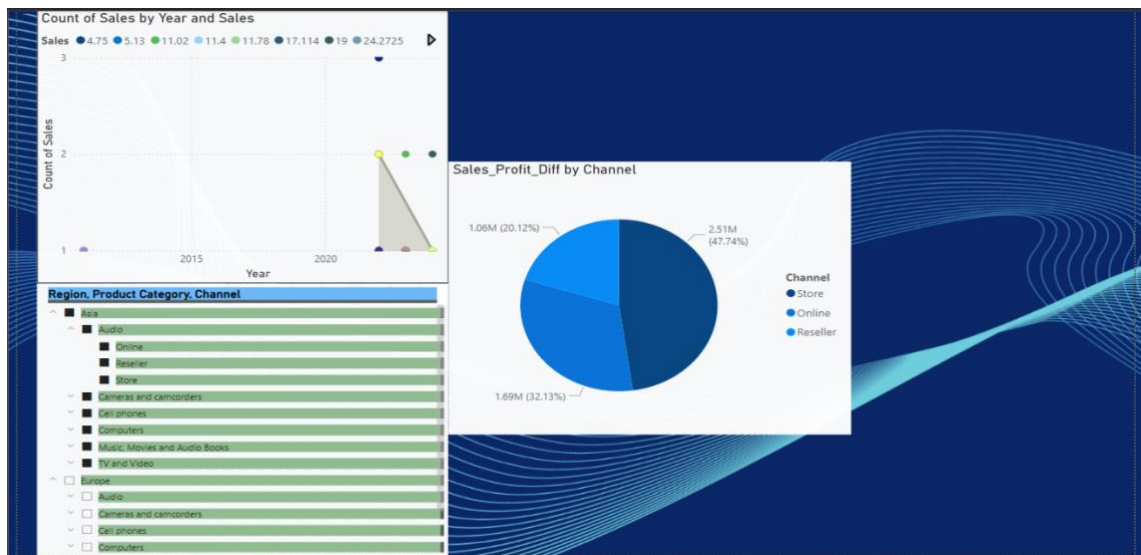 Count of Sales by Year and Sales
Sales 4.75 5.13 11.02 11.4 11.78 17.114 19 24.2725
3
2
1
Count of Sales
2015 2020
Year
Region, Product Category, Channel
Asia
Audio
Online
Reseller
Store
Cameras and camcorders
Cell phones
Computers
Music, Movies and Audio Books
TV and Video
Europe
Audio
Cameras and camcorders
Cell phones
Computers
Sales_Profit_Diff by Channel
1.06M (20.12%)
2.51M
(47.74%)
1.69M (32.13%)
Channel
Store
Online
Reseller